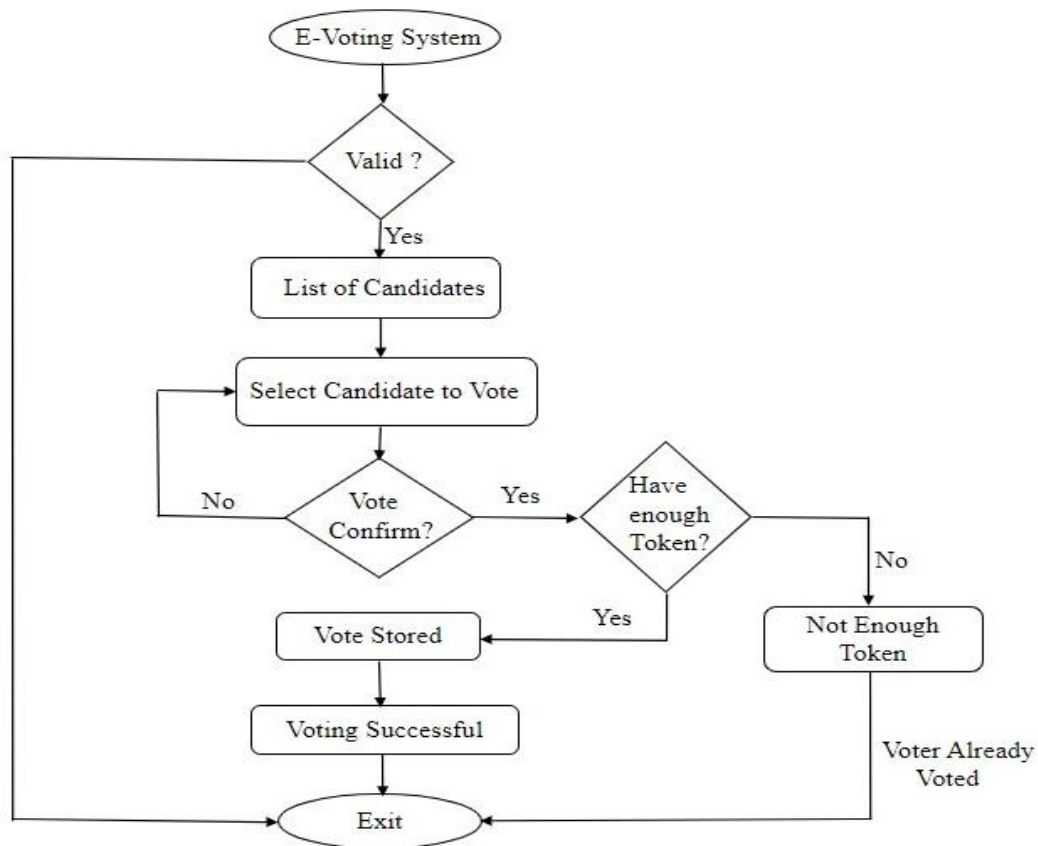 E-Voting System
Valid ?
Yes
List of Candidates
Select Candidate to Vote
No
Vote
Confirm?
Yes
Have
enough
Token?
No
Yes
Vote Stored
Not Enough
Token
Voting Successful
Voter Already
Voted
Exit